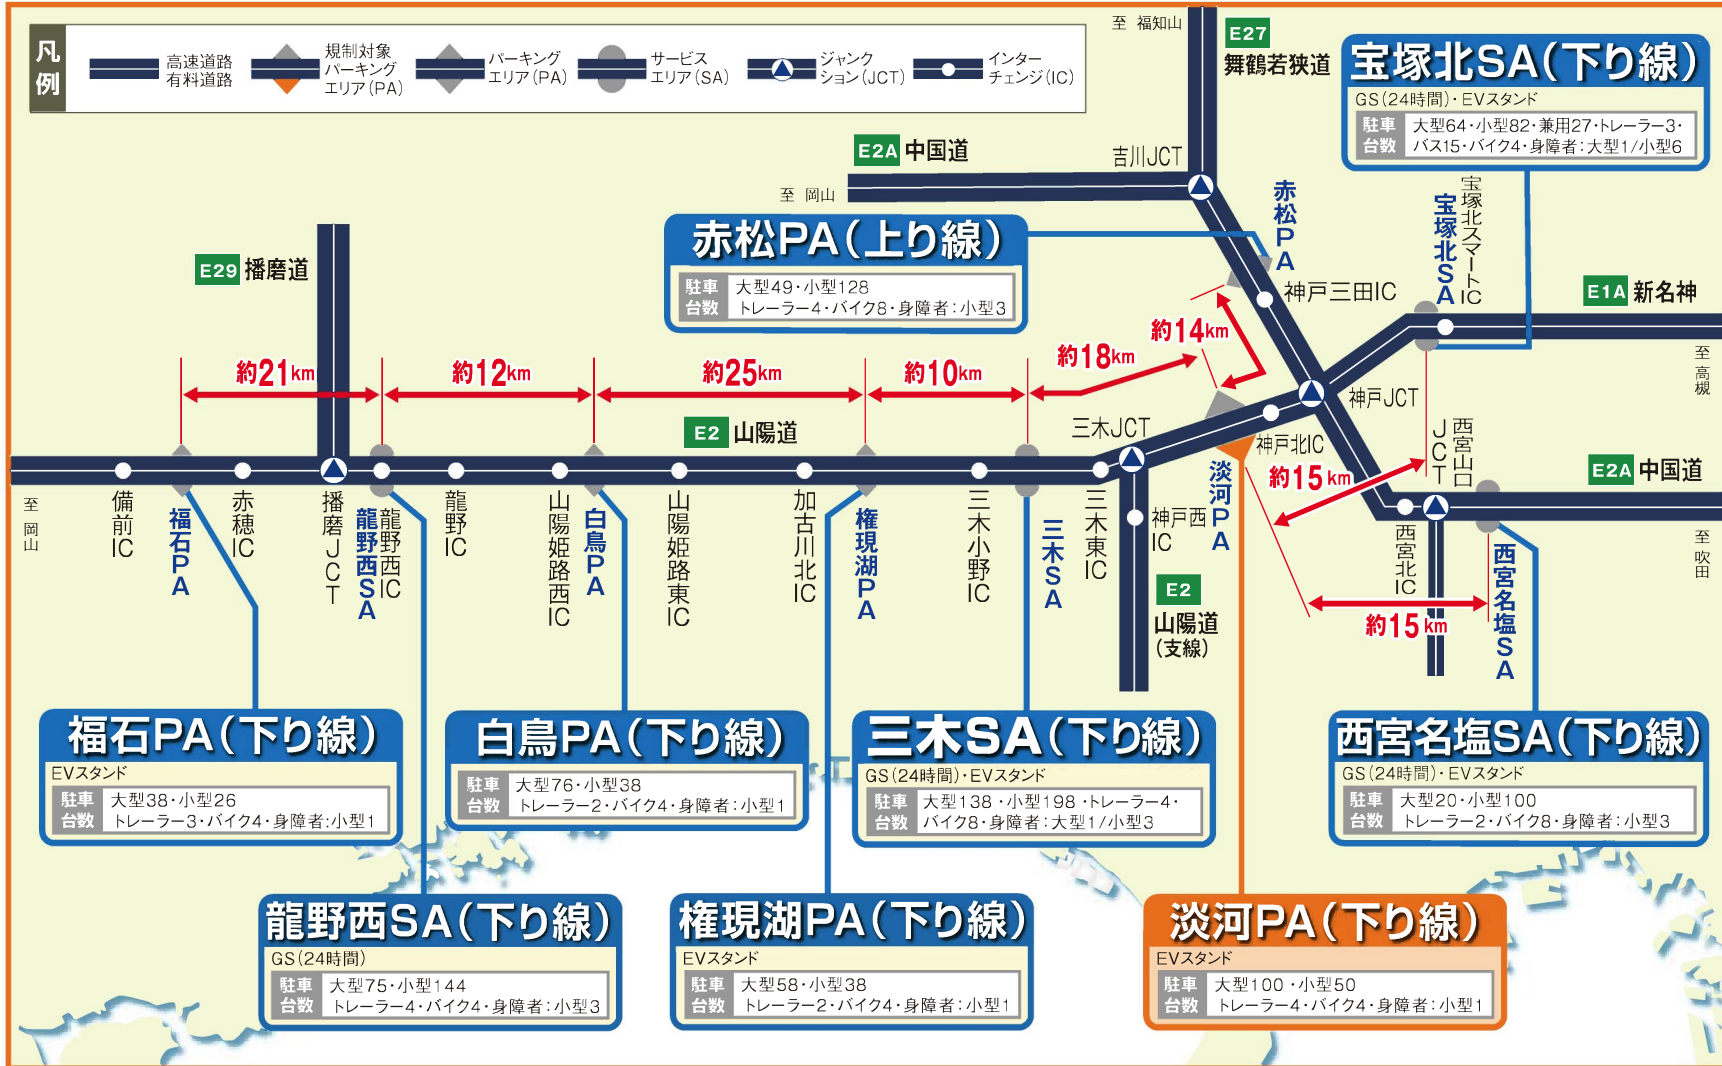 凡
例
高速道路
有料道路
規制対象
パーキング
エリア(PA)
パーキング
エリア(PA)
サービス
エリア(SA)
ジャンク
ション(JCT)
インター
チェンジ(IC)
至 福知山
E27
舞鶴若狭道
宝塚北SA(下り線)
GS(24時間)・EVスタンド
駐車
台数
大型64・小型82・兼用27・トレーラー3・
バス15・バイク4・身障者:大型1/小型6
E2A 中国道
至 岡山
吉川JCT
赤松PA
宝塚北SA
宝塚北スマートIC
赤松PA(上り線)
駐車
台数
大型49・小型128
トレーラー4・バイク8・身障者:小型3
E29 播磨道
神戸三田IC
E1A 新名神
至 高槻
約14km
約18km
約21km
約12km
約25km
約10km
神戸JCT
E2 山陽道
三木JCT
神戸北IC
西宮山口JCT
E2A 中国道
約15km
至 岡山
備前IC
福石PA
赤穂IC
播磨JCT
龍野西SA
龍野西IC
龍野IC
山陽姫路西IC
白鳥PA
山陽姫路東IC
加古川北IC
権現湖PA
三木小野IC
三木SA
三木東IC
神戸西
IC
淡河PA
西宮北IC
西宮名塩SA
至 吹田
E2
山陽道
(支線)
約15km
福石PA(下り線)
EVスタンド
駐車
台数
大型38・小型26
トレーラー3・バイク4・身障者:小型1
白鳥PA(下り線)
駐車
台数
大型76・小型38
トレーラー2・バイク4・身障者:小型1
三木SA(下り線)
GS(24時間)・EVスタンド
駐車
台数
大型138・小型198・トレーラー4・
バイク8・身障者:大型1/小型3
西宮名塩SA(下り線)
GS(24時間)・EVスタンド
駐車
台数
大型20・小型100
トレーラー2・バイク8・身障者:小型3
龍野西SA(下り線)
GS(24時間)
駐車
台数
大型75・小型144
トレーラー4・バイク4・身障者:小型3
権現湖PA(下り線)
EVスタンド
駐車
台数
大型58・小型38
トレーラー2・バイク4・身障者:小型1
淡河PA(下り線)
EVスタンド
駐車
台数
大型100・小型50
トレーラー4・バイク4・身障者:小型1